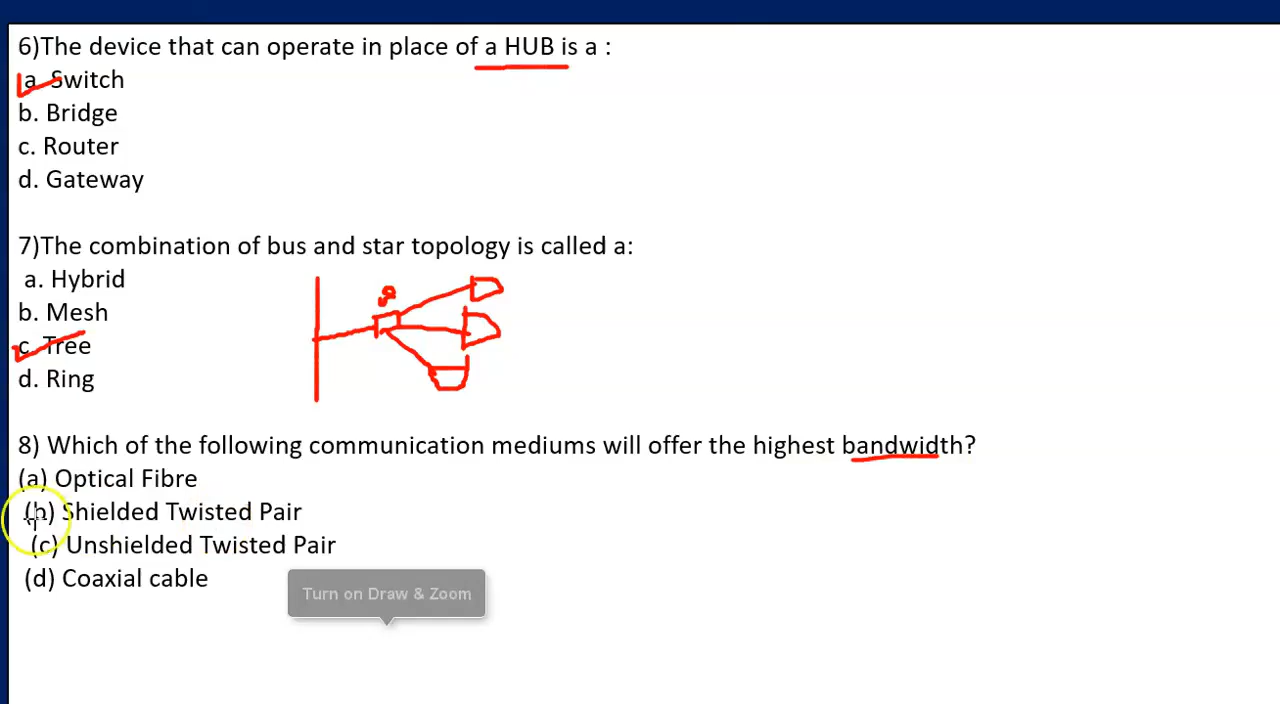 6)The device that can operate in place of a HUB is a :
a. Switch
b. Bridge
c. Router
d. Gateway
7)The combination of bus and star topology is called a:
a. Hybrid
b. Mesh
c. Tree
d. Ring
8) Which of the following communication mediums will offer the highest bandwidth?
(a) Optical Fibre
(b) Shielded Twisted Pair
(c) Unshielded Twisted Pair
(d) Coaxial cable
Turn on Draw & Zoom